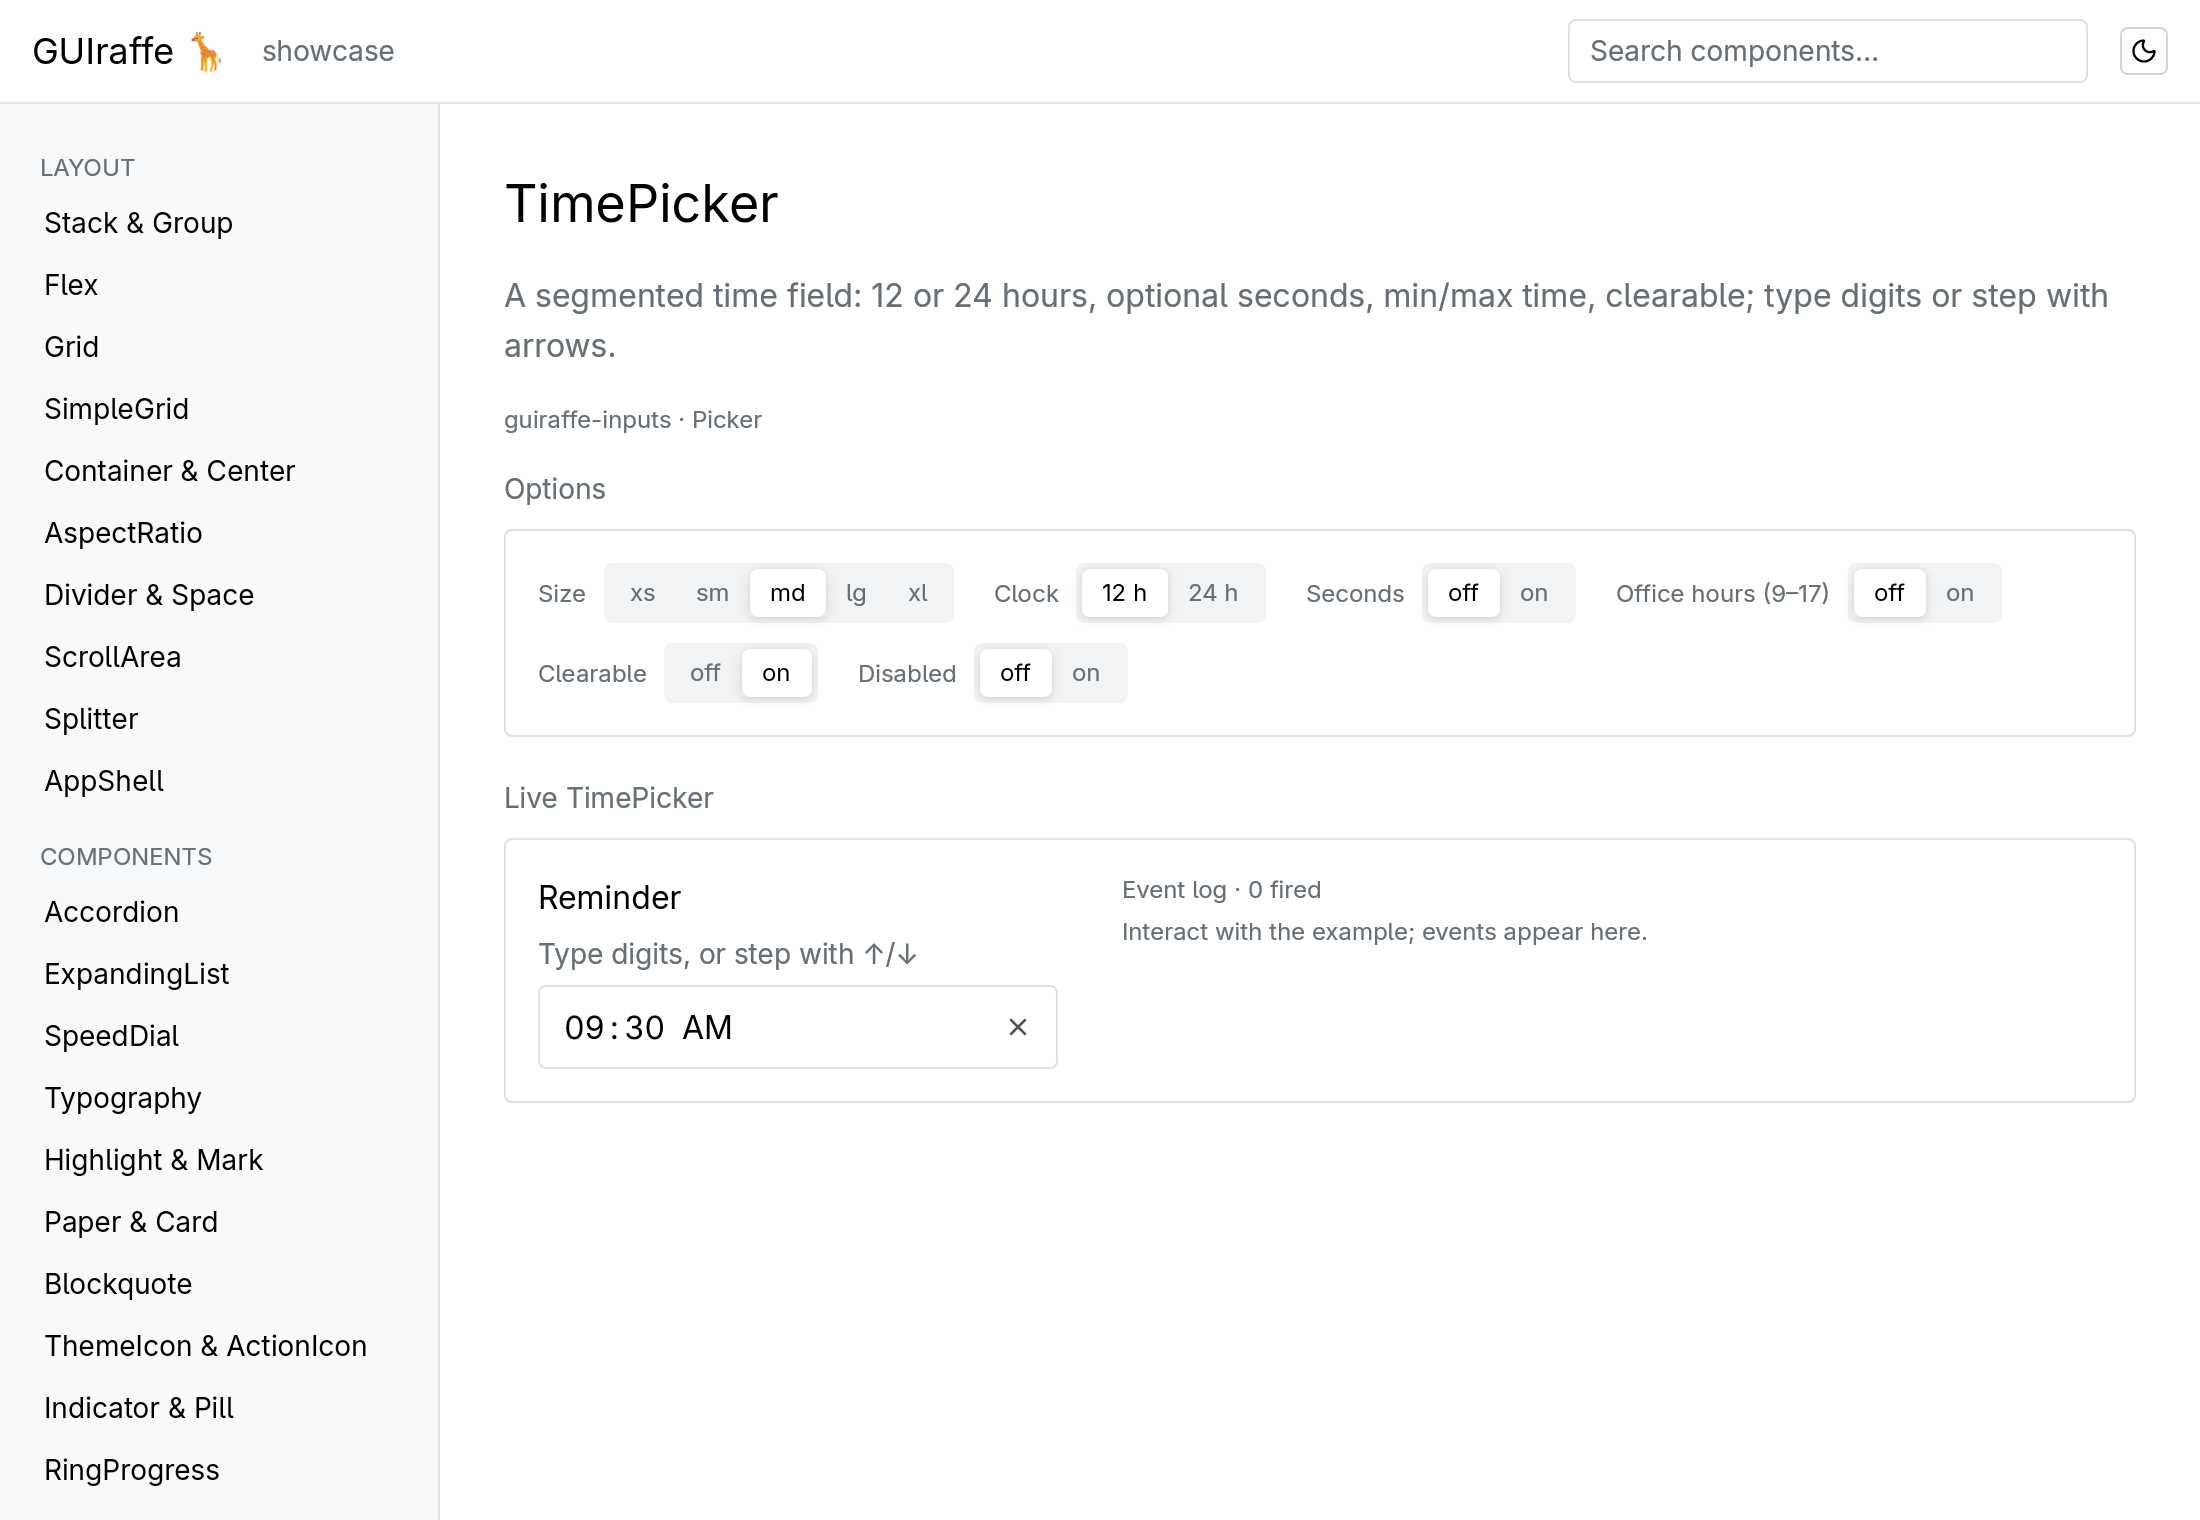 GUIraffe 🦒 showcase
Search components...
LAYOUT
Stack & Group
Flex
Grid
SimpleGrid
Container & Center
AspectRatio
Divider & Space
ScrollArea
Splitter
AppShell
COMPONENTS
Accordion
ExpandingList
SpeedDial
Typography
Highlight & Mark
Paper & Card
Blockquote
ThemeIcon & ActionIcon
Indicator & Pill
RingProgress
TimePicker
A segmented time field: 12 or 24 hours, optional seconds, min/max time, clearable; type digits or step with
arrows.
guiraffe-inputs · Picker
Options
Size xs sm md lg xl Clock 12 h 24 h Seconds off on Office hours (9–17) off on
Clearable off on Disabled off on
Live TimePicker
Reminder
Type digits, or step with ↑/↓
09:30 AM
Event log · 0 fired
Interact with the example; events appear here.